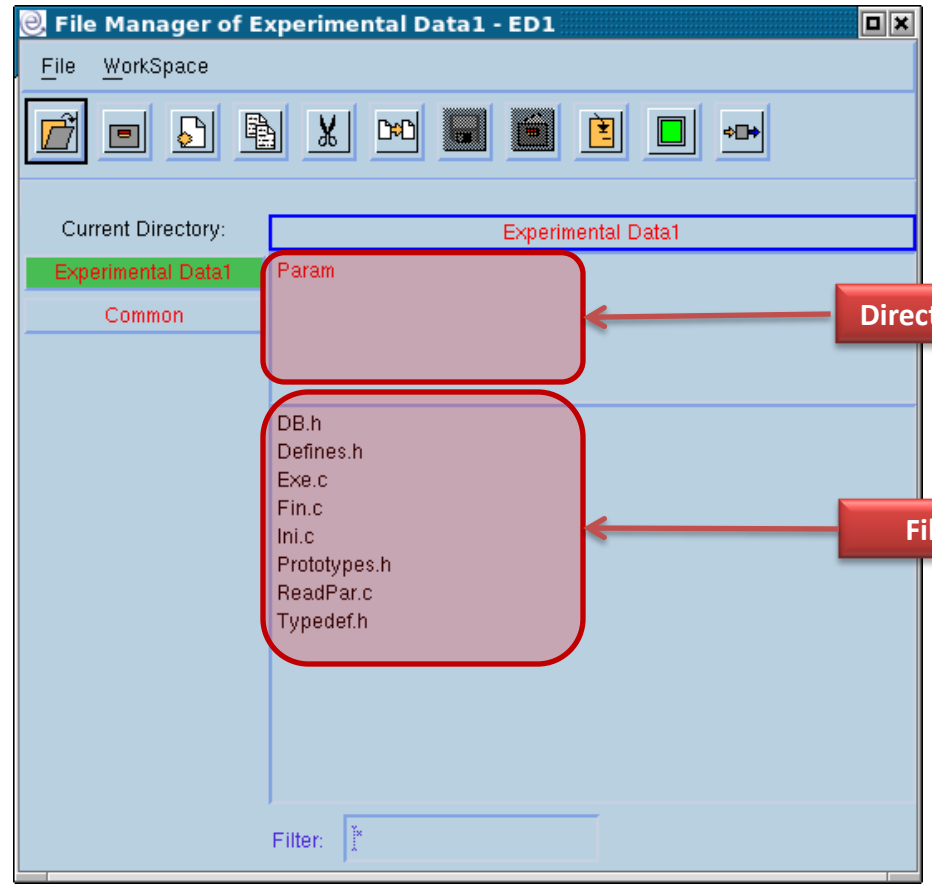 File Manager of Experimental Data1 - ED1
File WorkSpace
Current Directory: Experimental Data1
Experimental Data1
Common
Param
Direct
DB.h
Defines.h
Exe.c
Fin.c
Ini.c
Prototypes.h
ReadPar.c
Typedef.h
Fil
Filter: *